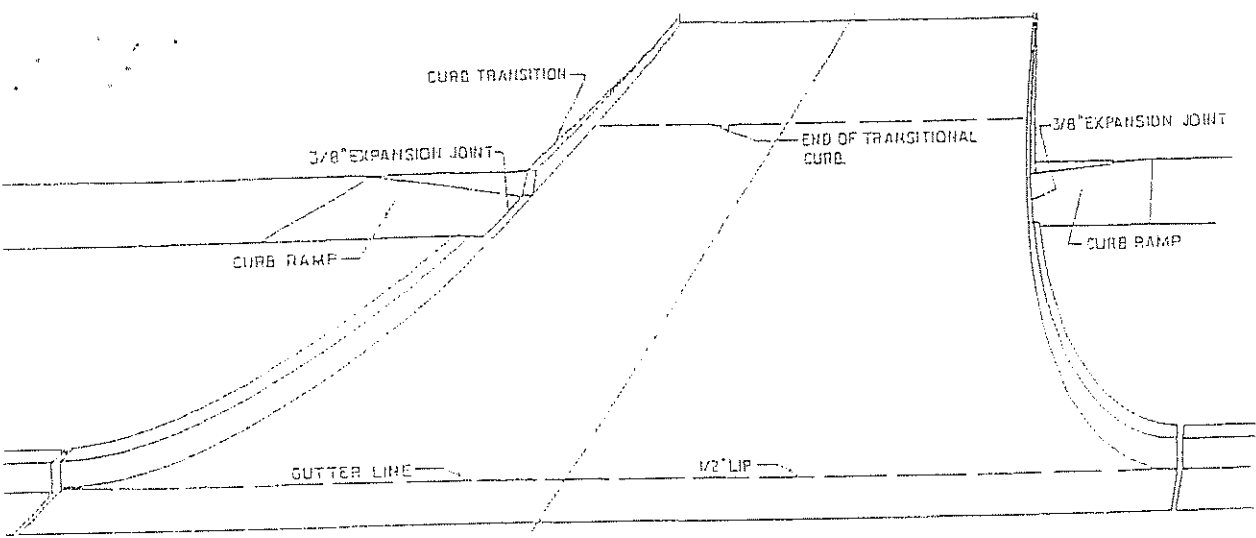 CURB TRANSITION
3/8" EXPANSION JOINT
END OF TRANSITIONAL
CURB
3/8" EXPANSION JOINT
CURB RAMP
CURB RAMP
GUTTER LINE
1/2" LIP